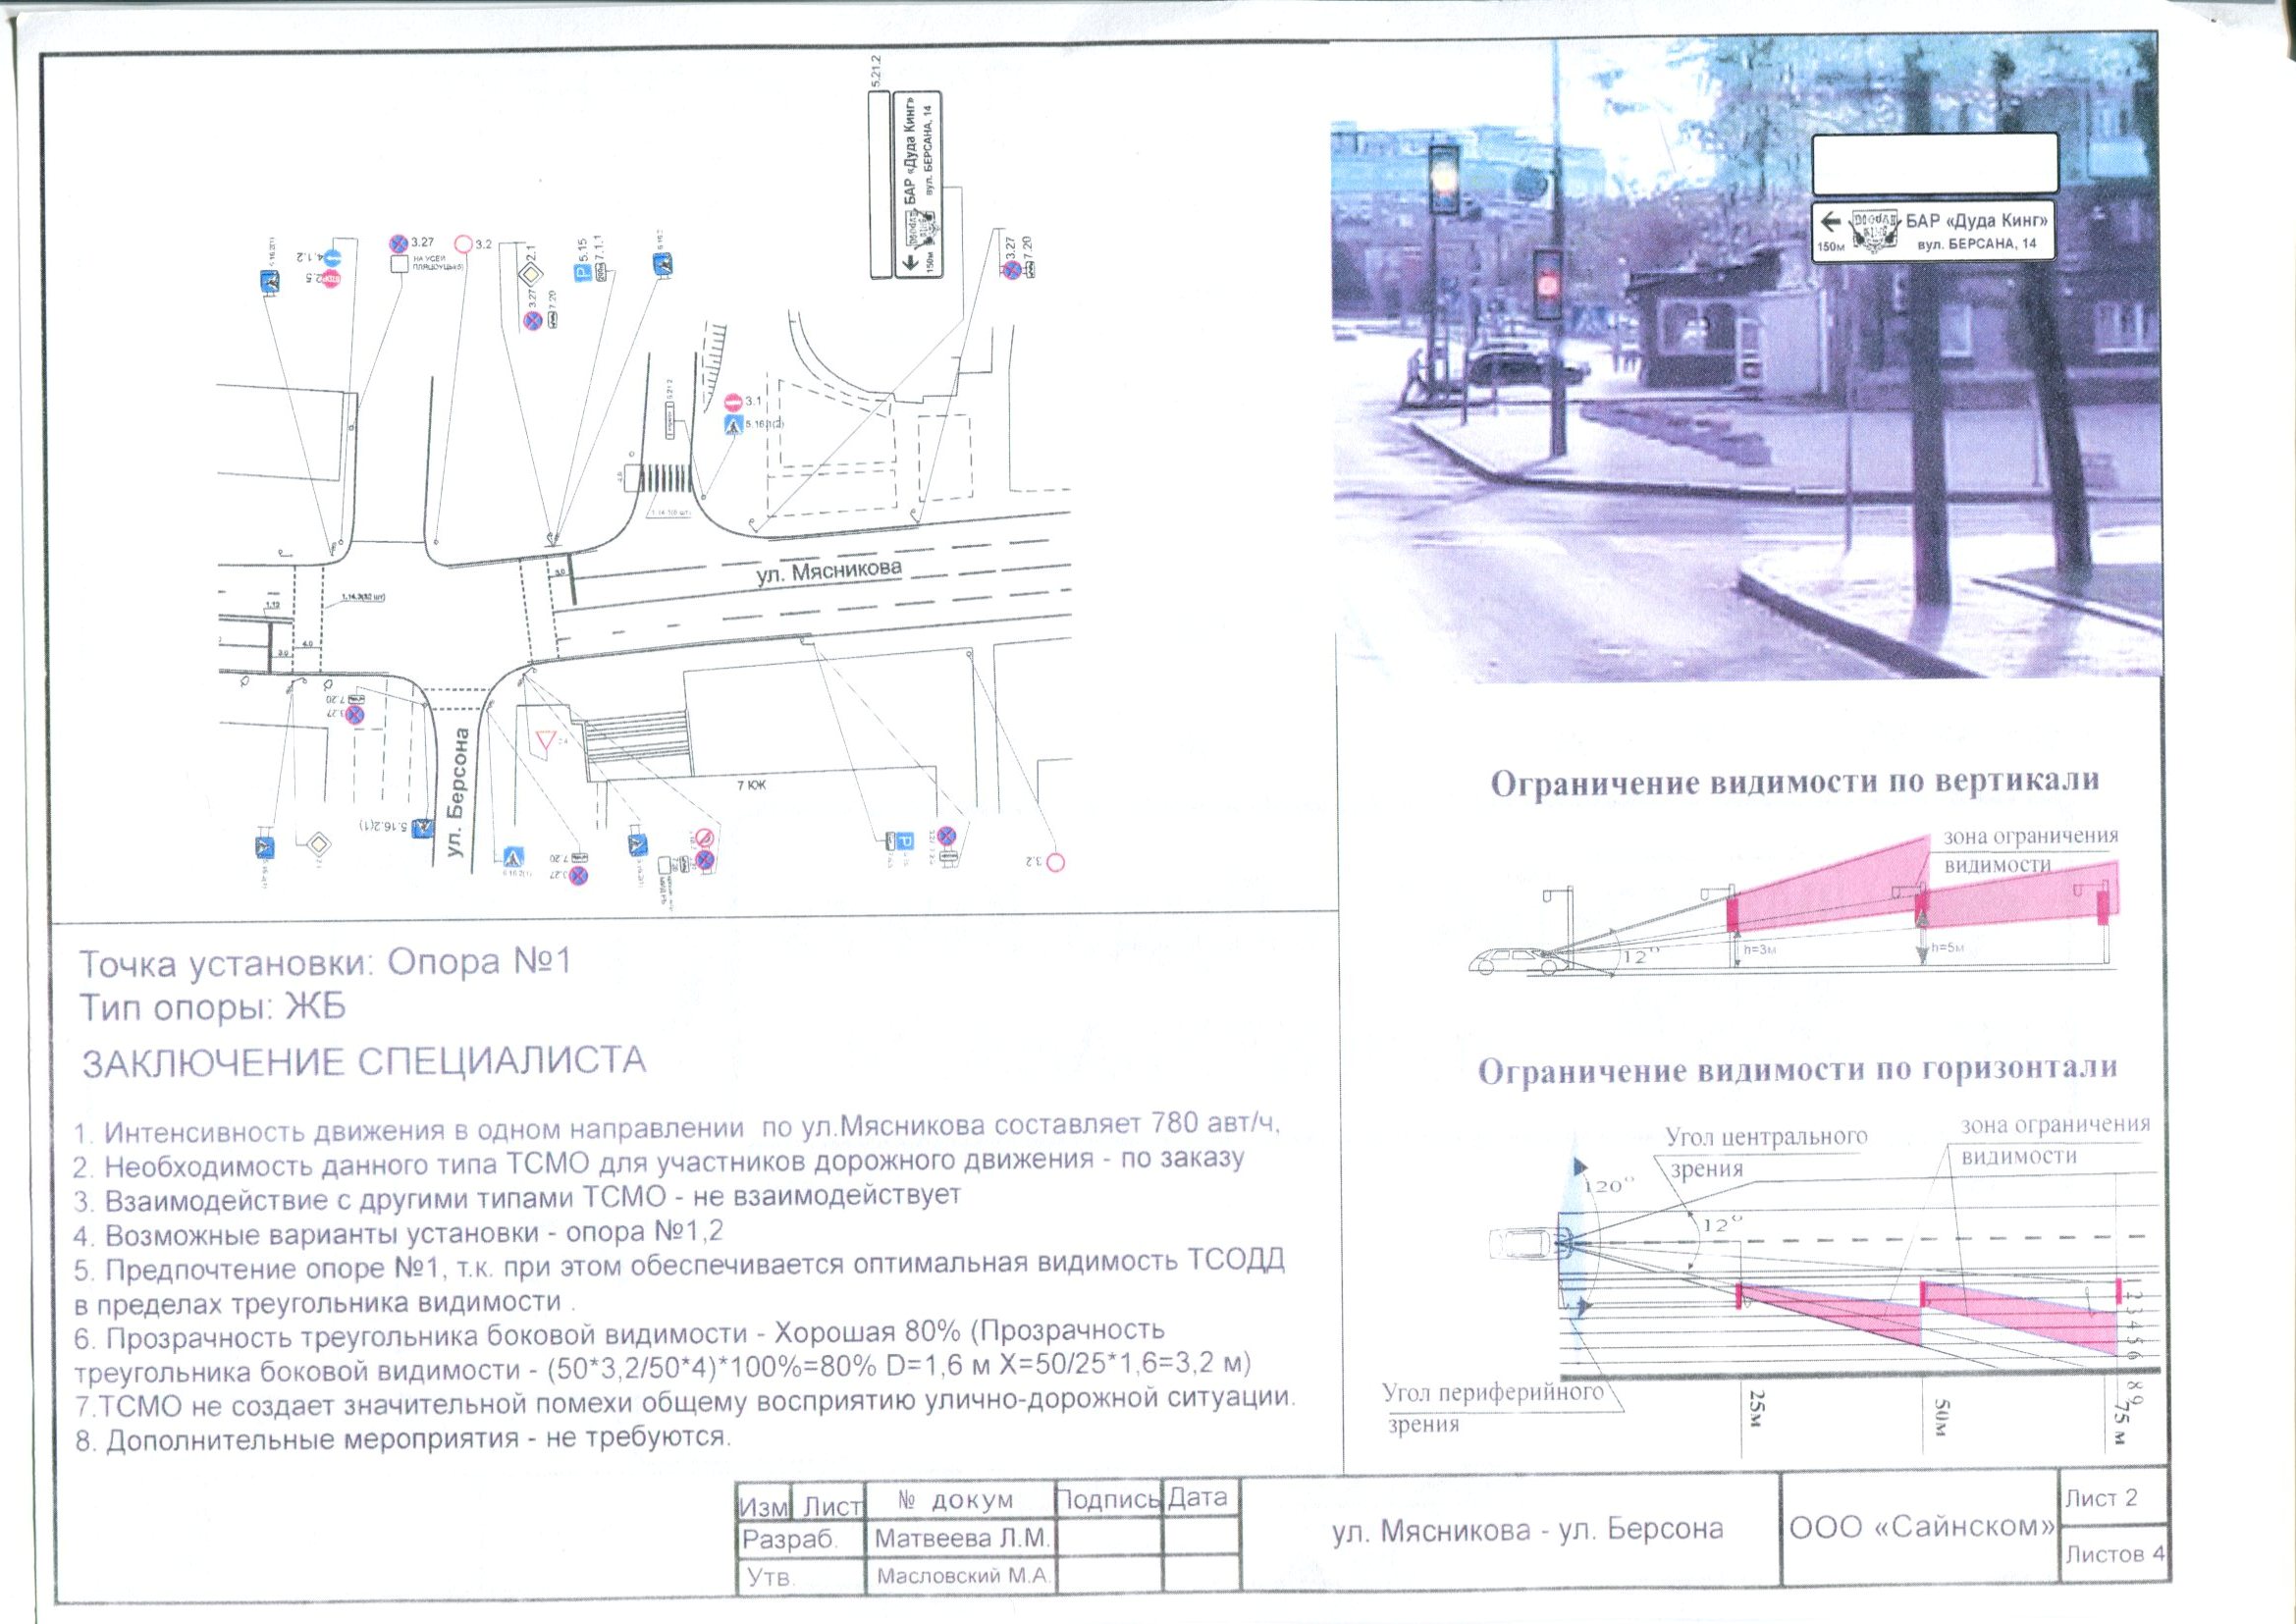 5.21.2
150м
БАР «Дуда Кинг»
вул. БЕРСАНА, 14
4.1.2
2.5
3.27
НА УСЕЙ
3.2
2.1
3.27
7.20
5.15
7.1.1
3.27
7.20
3.1
5.16.1(2)
5.21.2
ул. Мясникова
3.0
1.14.3(32 шт)
1.12
4.0
3.0
7.20
3.27
ул. Берсона
5.16.2(1)
7 КЖ
7.20
3.27
3.2
150м
БАР «Дуда Кинг»
вул. БЕРСАНА, 14
Ограничение видимости по вертикали
зона ограничения
видимости
12°
h=3м
h=5м
Ограничение видимости по горизонтали
Угол центрального
зрения
зона ограничения
видимости
120°
12°
Угол периферийного
зрения
25м
50м
75 м
Точка установки: Опора №1
Тип опоры: ЖБ
ЗАКЛЮЧЕНИЕ СПЕЦИАЛИСТА
1. Интенсивность движения в одном направлении по ул.Мясникова составляет 780 авт/ч,
2. Необходимость данного типа ТСМО для участников дорожного движения - по заказу
3. Взаимодействие с другими типами ТСМО - не взаимодействует
4. Возможные варианты установки - опора №1,2
5. Предпочтение опоре №1, т.к. при этом обеспечивается оптимальная видимость ТСОДД
в пределах треугольника видимости .
6. Прозрачность треугольника боковой видимости - Хорошая 80% (Прозрачность
треугольника боковой видимости - (50*3,2/50*4)*100%=80% D=1,6 м X=50/25*1,6=3,2 м)
7.ТСМО не создает значительной помехи общему восприятию улично-дорожной ситуации.
8. Дополнительные мероприятия - не требуются.
Изм Лист № докум Подпись Дата
Разраб. Матвеева Л.М.
Утв. Масловский М.А.
ул. Мясникова - ул. Берсона
ООО «Сайнском»
Лист 2
Листов 4